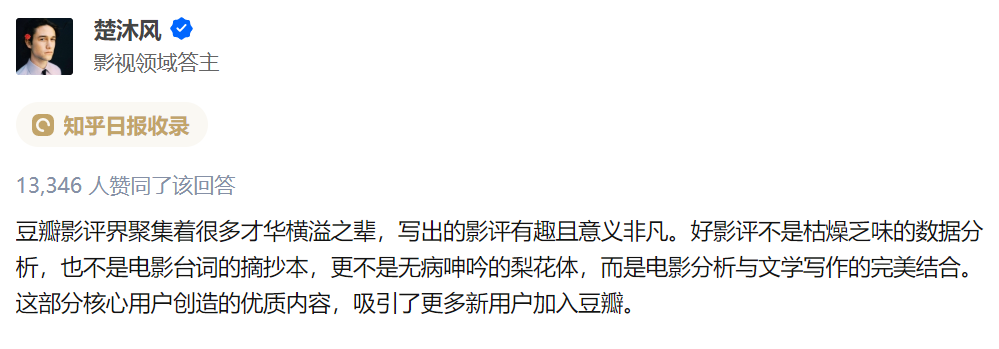 楚沐风
影视领域答主
知乎日报收录
13,346 人赞同了该回答
豆瓣影评界聚集着很多才华横溢之辈，写出的影评有趣且意义非凡。好影评不是枯燥乏味的数据分
析，也不是电影台词的摘抄本，更不是无病呻吟的梨花体，而是电影分析与文学写作的完美结合。
这部分核心用户创造的优质内容，吸引了更多新用户加入豆瓣。